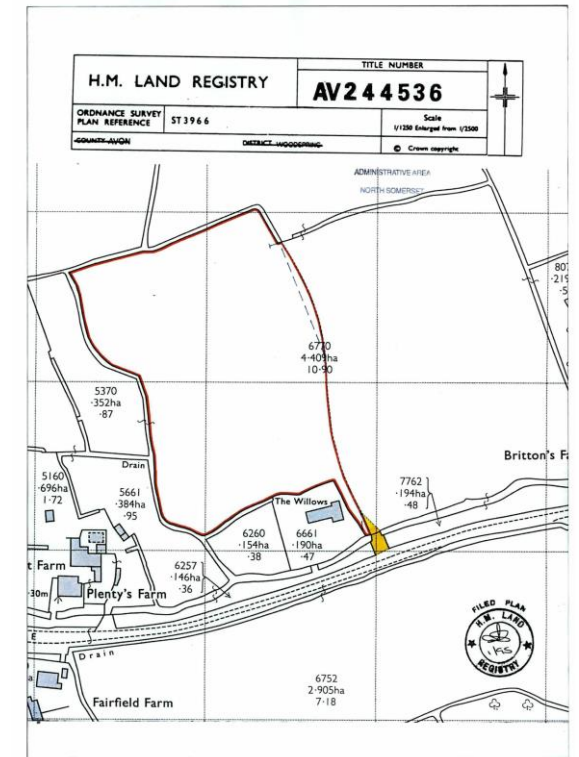 H.M. LAND REGISTRY
TITLE NUMBER
AV244536
ORDNANCE SURVEY
PLAN REFERENCE
ST3966
Scale
1/1250 Enlarged from 1/2500
COUNTY AVON
DISTRICT WOODSPRING
© Crown copyright
ADMINISTRATIVE AREA
NORTH SOMERSET
6770
4·409ha
10·90
5370
·352ha
·87
Britton's
Drain
5160
·696ha
1·72
5661
·384ha
·95
7762
·194ha
·48
The Willows
6260
·154ha
·38
6661
·190ha
·47
6257
·146ha
·36
Farm
Plenty's Farm
Drain
Fairfield Farm
6752
2·905ha
7·18
FILED PLAN
H.M. LAND
REGISTRY